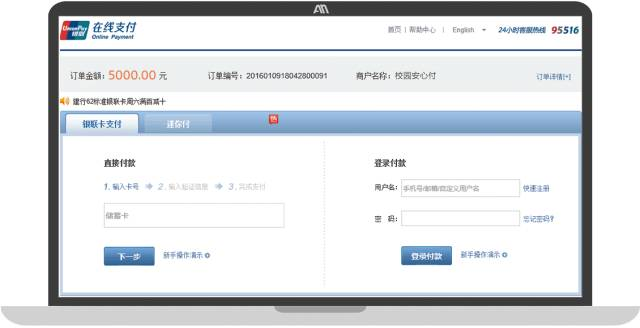 UnionPay
银联
在线支付
Online Payment
首页 | 帮助中心 | English
24小时客服热线 95516
订单金额：5000.00 元
订单编号：2016010918042800091
商户名称：校园安心付
订单详情[+]
建行62标准银联卡周六满百减十
银联卡支付
迷你付
热
直接付款
1. 输入卡号
2. 输入验证信息
3. 完成支付
储蓄卡
下一步
新手操作演示
登录付款
用户名：
手机号/邮箱/自定义用户名
快速注册
密 码：
忘记密码?
登录付款
新手操作演示